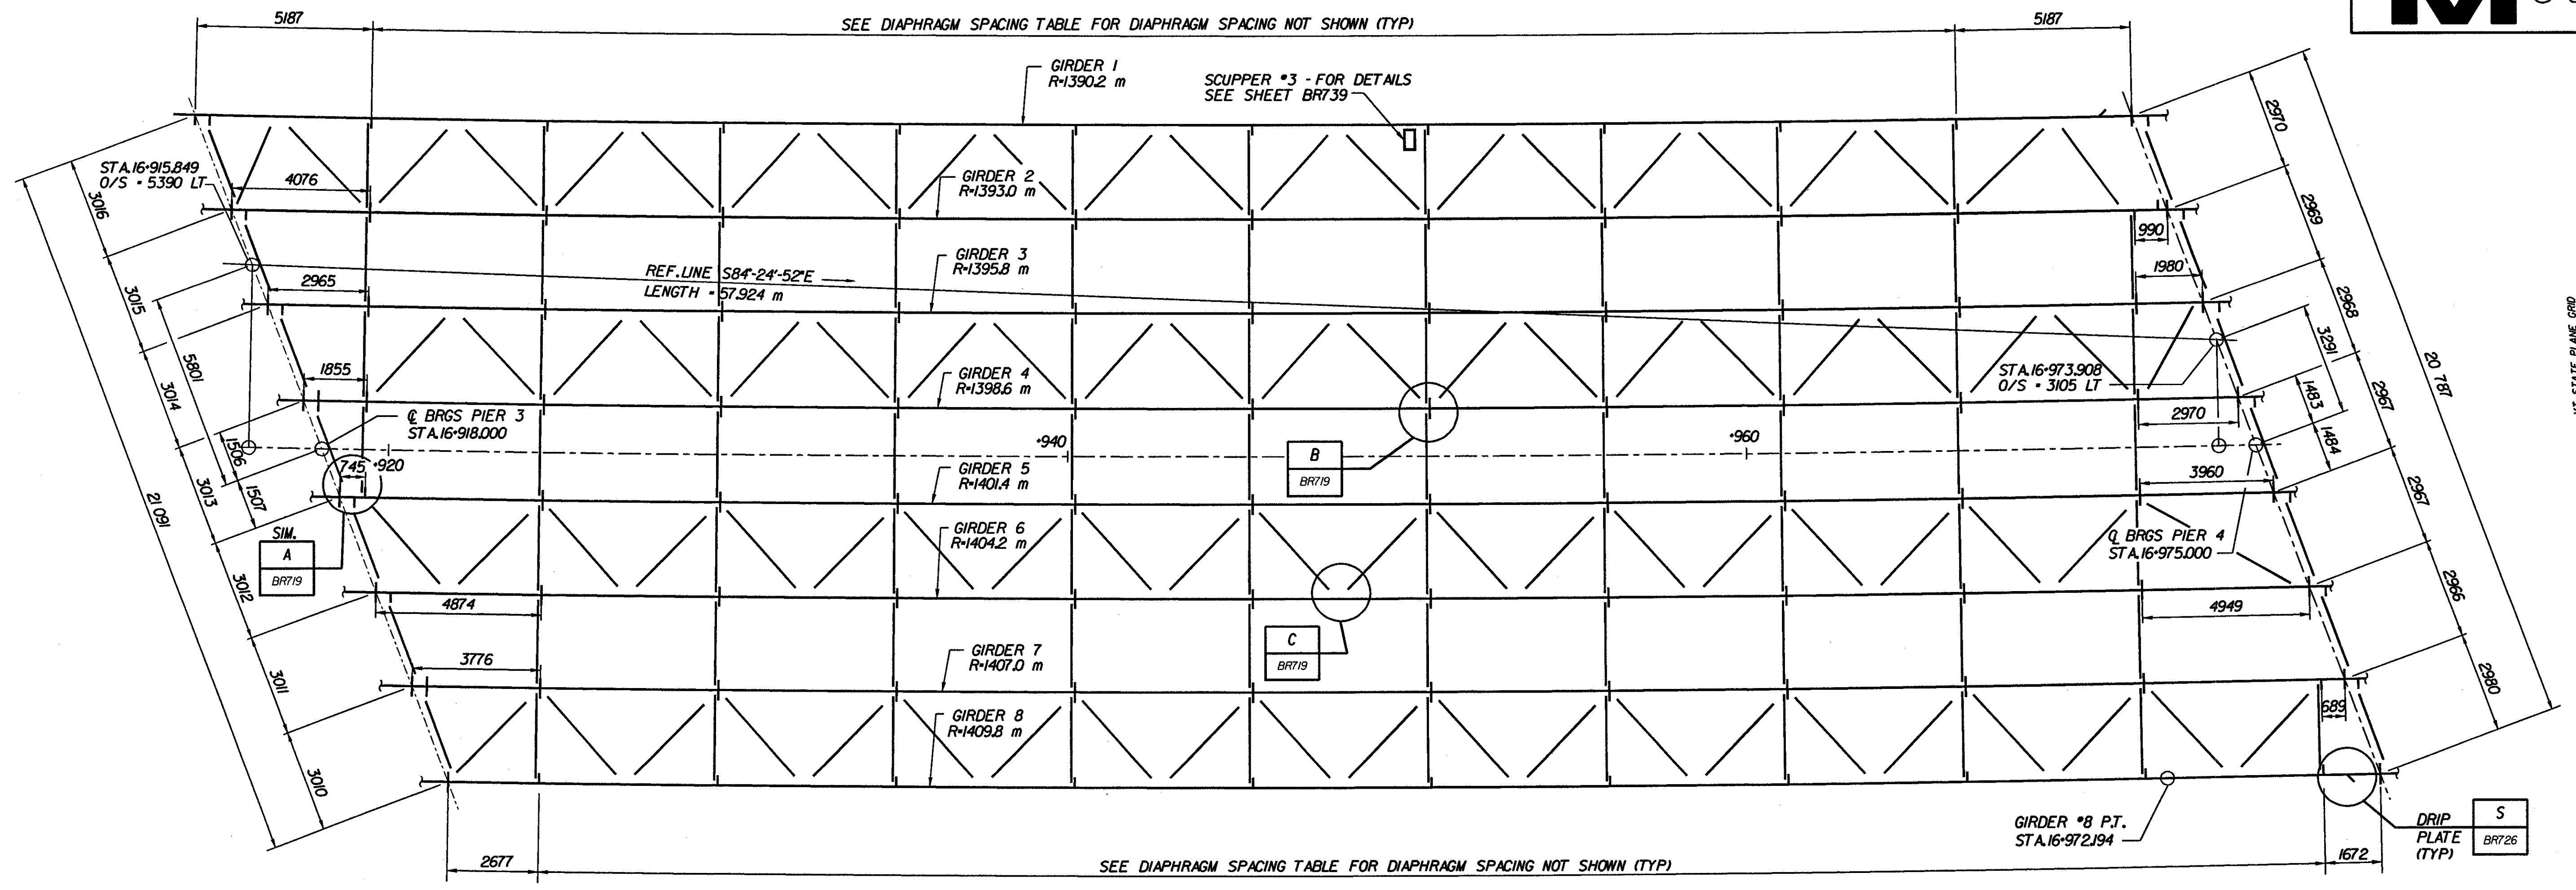 5187
SEE DIAPHRAGM SPACING TABLE FOR DIAPHRAGM SPACING NOT SHOWN (TYP)
5187
GIRDER 1
R=1390.2 m
SCUPPER #3 - FOR DETAILS
SEE SHEET BR739
STA.16+915.849
O/S = 5390 LT
4076
GIRDER 2
R=1393.0 m
2970
2969
990
3016
GIRDER 3
R=1395.8 m
REF. LINE S84°-24'-52"E
LENGTH = 57.924 m
2965
1980
3015
2968
3291
5801
1855
GIRDER 4
R=1398.6 m
STA.16+973.908
O/S = 3105 LT
20 787
3014
℄ BRGS PIER 3
STA.16+918.000
2970
1483
2967
1506
745
+920
+940
+960
1484
B
BR719
3013
1507
GIRDER 5
R=1401.4 m
3960
2967
21 091
SIM.
A
BR719
GIRDER 6
R=1404.2 m
℄ BRGS PIER 4
STA.16+975.000
3012
4874
4949
2966
C
BR719
3011
3776
GIRDER 7
R=1407.0 m
2980
689
GIRDER 8
R=1409.8 m
3010
GIRDER #8 P.T.
STA.16+972.194
DRIP
PLATE
(TYP)
S
BR726
2677
SEE DIAPHRAGM SPACING TABLE FOR DIAPHRAGM SPACING NOT SHOWN (TYP)
1672
STATE PLANE GRID